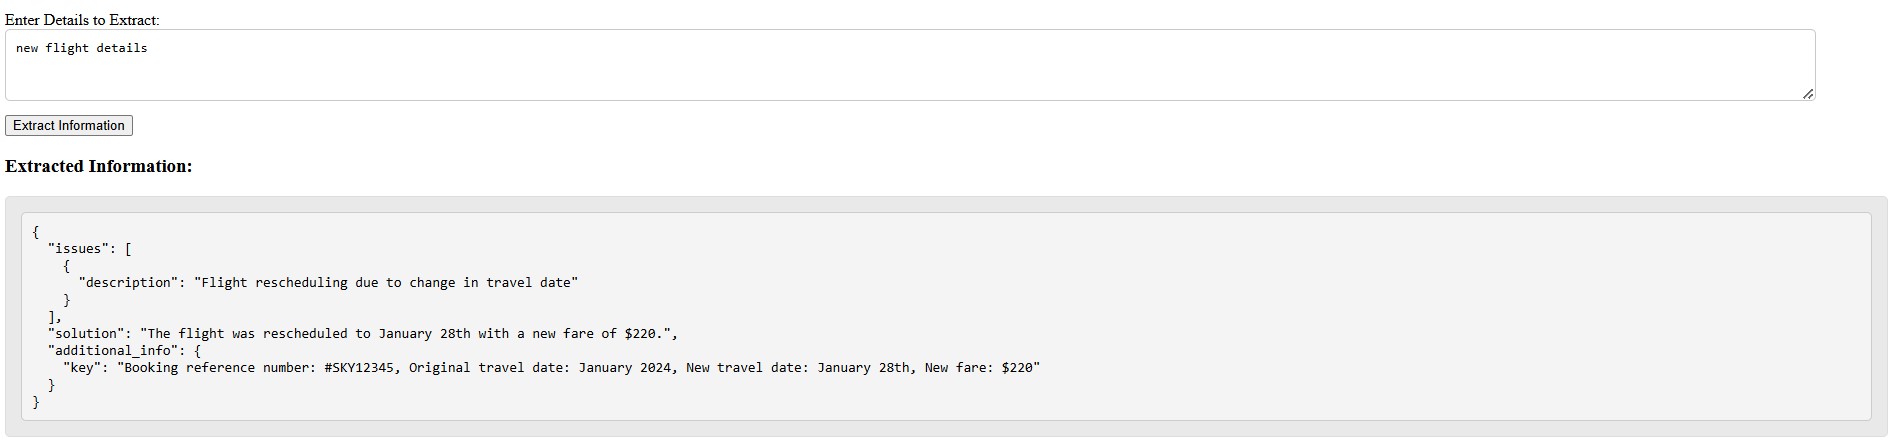 Enter Details to Extract:
new flight details
Extract Information
Extracted Information:
{
  "issues": [
    {
      "description": "Flight rescheduling due to change in travel date"
    }
  ],
  "solution": "The flight was rescheduled to January 28th with a new fare of $220.",
  "additional_info": {
    "key": "Booking reference number: #SKY12345, Original travel date: January 2024, New travel date: January 28th, New fare: $220"
  }
}